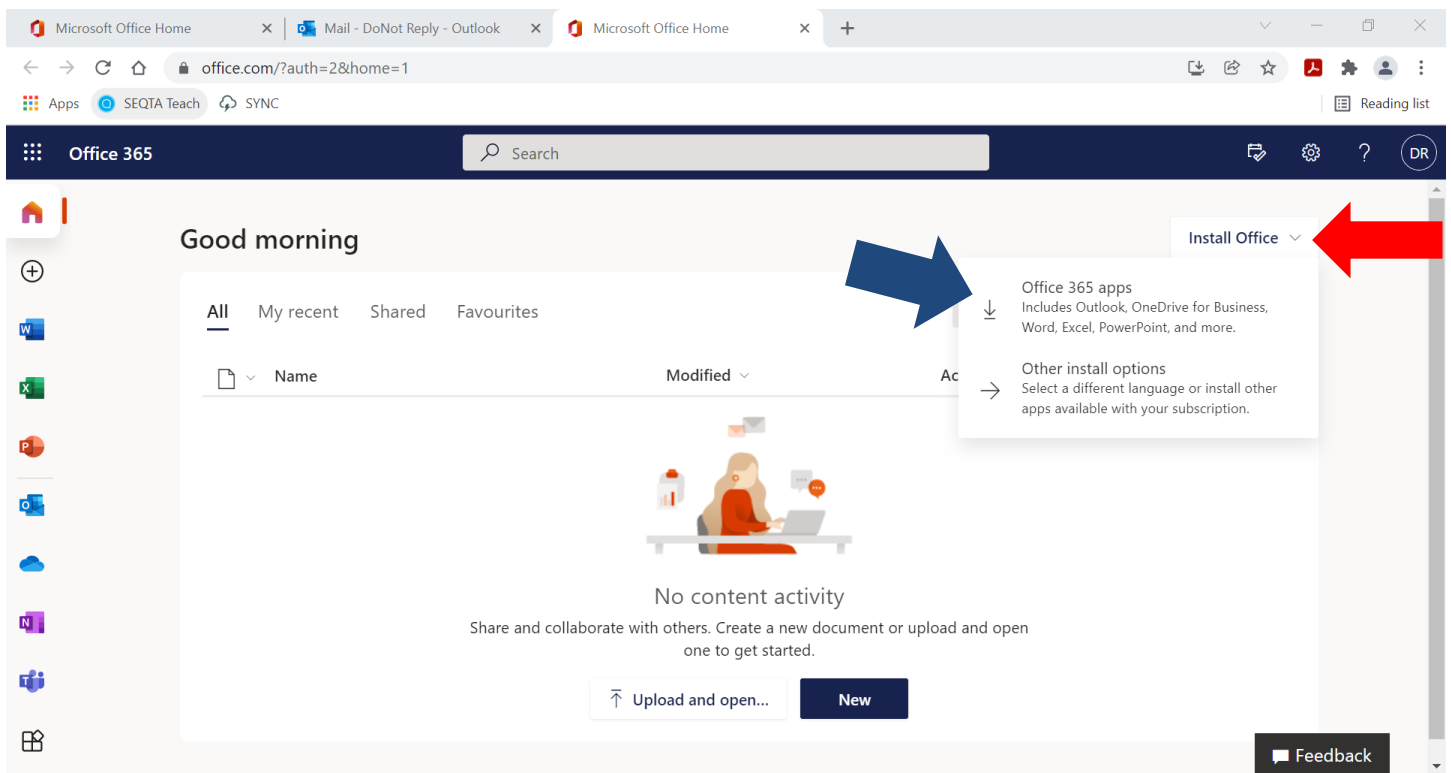 Microsoft Office Home
Mail - DoNot Reply - Outlook
Microsoft Office Home
office.com/?auth=2&home=1
Apps
SEQTA Teach
SYNC
Reading list
Office 365
Search
?
DR
Good morning
Install Office
Office 365 apps
Includes Outlook, OneDrive for Business,
Word, Excel, PowerPoint, and more.
Other install options
Select a different language or install other
apps available with your subscription.
All
My recent
Shared
Favourites
Name
Modified
Ac
No content activity
Share and collaborate with others. Create a new document or upload and open
one to get started.
Upload and open...
New
Feedback